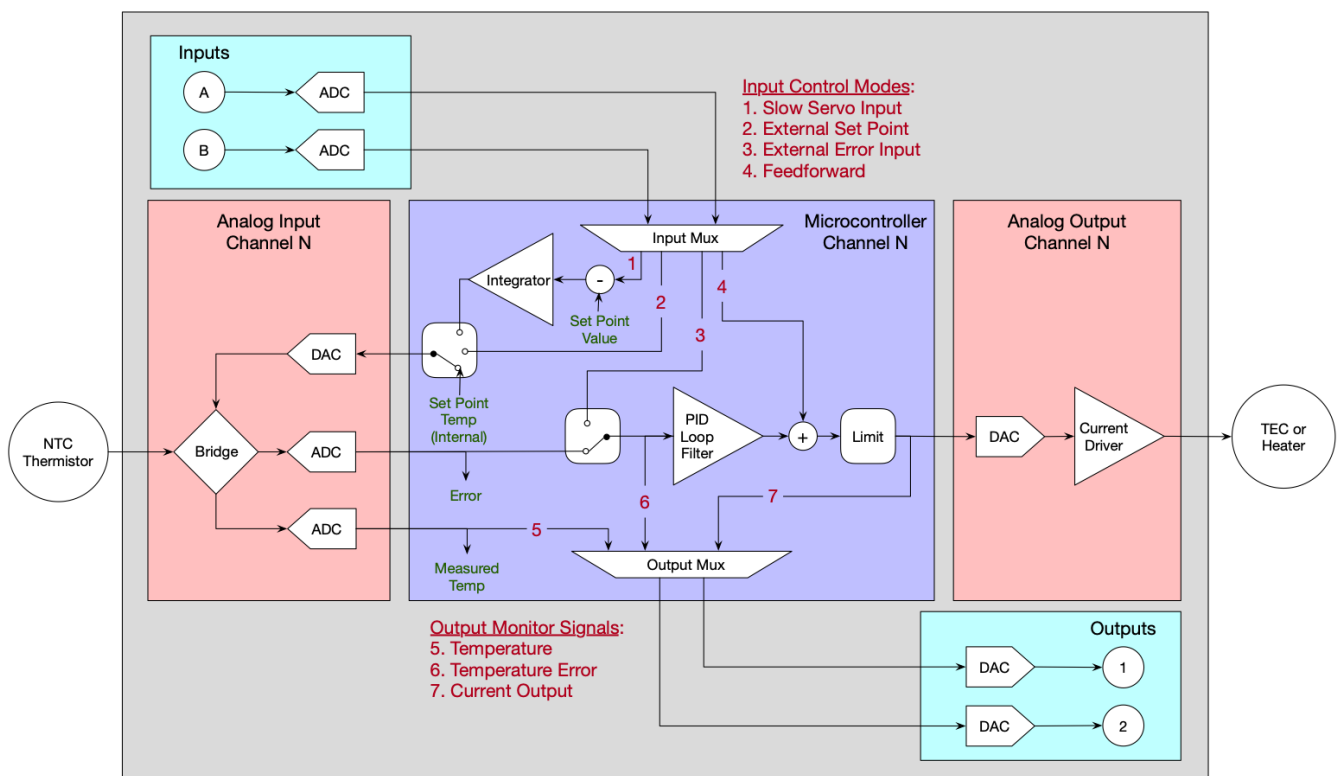 Inputs
A
ADC
B
ADC
Input Control Modes:
1. Slow Servo Input
2. External Set Point
3. External Error Input
4. Feedforward
Analog Input
Channel N
Microcontroller
Channel N
Analog Output
Channel N
Input Mux
1
2
3
4
Integrator
-
Set Point
Value
DAC
Set Point
Temp
(Internal)
NTC
Thermistor
Bridge
ADC
Error
PID
Loop
Filter
+
Limit
DAC
Current
Driver
TEC or
Heater
6
7
ADC
5
Measured
Temp
Output Mux
Output Monitor Signals:
5. Temperature
6. Temperature Error
7. Current Output
Outputs
DAC
1
DAC
2